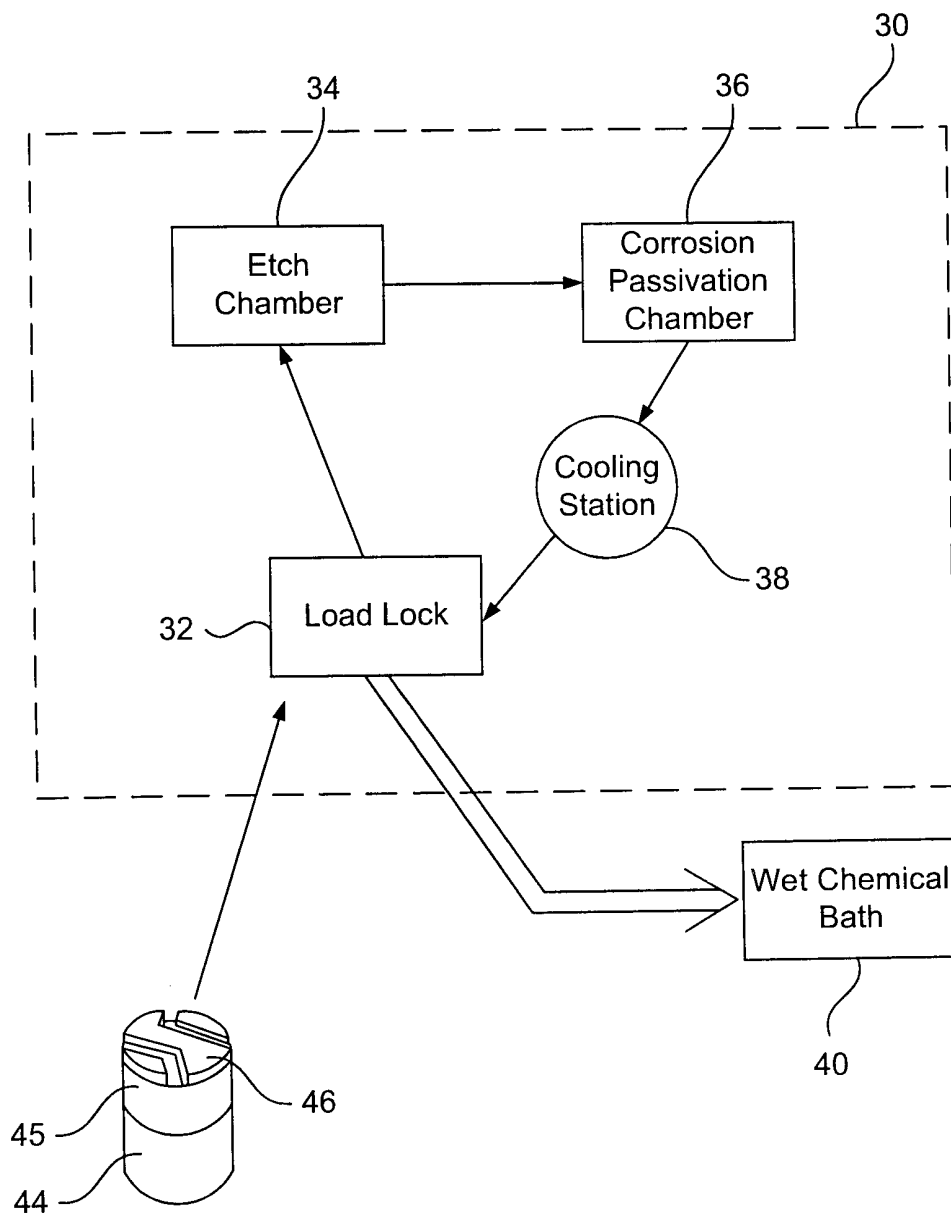 30
34
36
Etch
Chamber
Corrosion
Passivation
Chamber
Cooling
Station
38
Load Lock
32
Wet Chemical
Bath
40
46
45
44